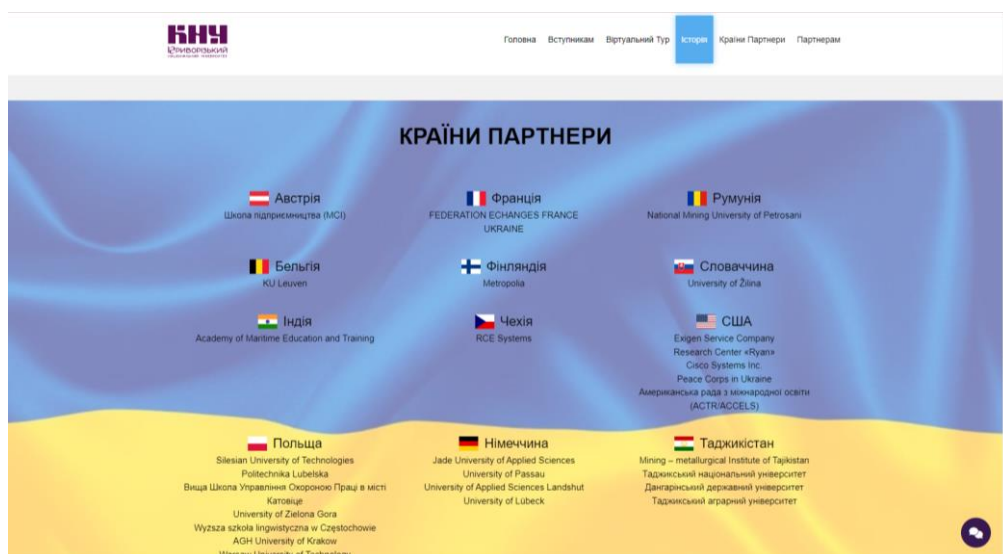 КНУ
КРИВОРІЗЬКИЙ
НАЦІОНАЛЬНИЙ УНІВЕРСИТЕТ
Головна Вступникам Віртуальний Тур Історія Країни Партнери Партнерам
КРАЇНИ ПАРТНЕРИ
Австрія
Школа підприємництва (MCI)
Франція
FEDERATION ECHANGES FRANCE
UKRAINE
Румунія
National Mining University of Petrosani
Бельгія
KU Leuven
Фінляндія
Metropolia
Словаччина
University of Žilina
Індія
Academy of Maritime Education and Training
Чехія
RCE Systems
США
Exigen Service Company
Research Center «Ryan»
Cisco Systems Inc.
Peace Corps in Ukraine
Американська рада з міжнародної освіти
(ACTR/ACCELS)
Польща
Silesian University of Technologies
Politechnika Lubelska
Вища Школа Управління Охороною Праці в місті
Катовіце
University of Zielona Gora
Wyższa szkoła lingwistyczna w Częstochowie
AGH University of Krakow
Warsaw University of Technology
Німеччина
Jade University of Applied Sciences
University of Passau
University of Applied Sciences Landshut
University of Lübeck
Таджикістан
Mining – metallurgical Institute of Tajikistan
Таджикський національний університет
Дангарінський державний університет
Таджикський аграрний університет